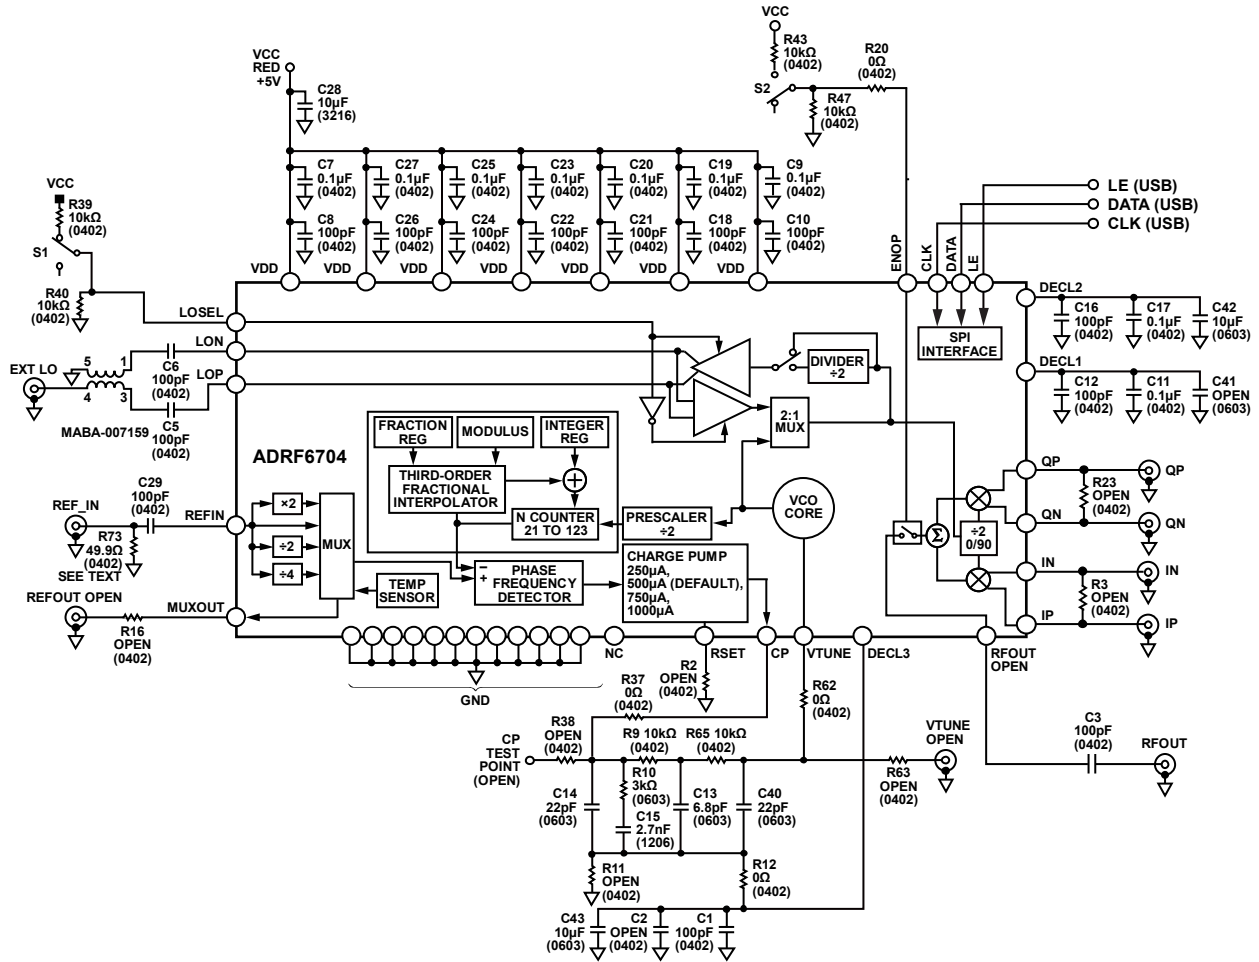 VCC
R43
10kΩ
(0402)
S2
R47
10kΩ
(0402)
R20
0Ω
(0402)
VCC
RED
+5V
C28
10µF
(3216)
C7
0.1µF
(0402)
C27
0.1µF
(0402)
C25
0.1µF
(0402)
C23
0.1µF
(0402)
C20
0.1µF
(0402)
C19
0.1µF
(0402)
C9
0.1µF
(0402)
C8
100pF
(0402)
C26
100pF
(0402)
C24
100pF
(0402)
C22
100pF
(0402)
C21
100pF
(0402)
C18
100pF
(0402)
C10
100pF
(0402)
VDD
VDD
VDD
VDD
VDD
VDD
VDD
VCC
R39
10kΩ
(0402)
S1
R40
10kΩ
(0402)
LE (USB)
DATA (USB)
CLK (USB)
ENOP
CLK
DATA
LE
LOSEL
LON
LOP
EXT LO
5
1
4
3
C6
100pF
(0402)
C5
100pF
(0402)
MABA-007159
SPI
INTERFACE
DECL2
C16
100pF
(0402)
C17
0.1µF
(0402)
C42
10µF
(0603)
DECL1
C12
100pF
(0402)
C11
0.1µF
(0402)
C41
OPEN
(0603)
DIVIDER
÷2
2:1
MUX
ADRF6704
FRACTION
REG
MODULUS
INTEGER
REG
THIRD-ORDER
FRACTIONAL
INTERPOLATOR
+
N COUNTER
21 TO 123
PRESCALER
÷2
VCO
CORE
C29
100pF
(0402)
REF_IN
R73
49.9Ω
(0402)
SEE TEXT
REFIN
×2
÷2
÷4
MUX
TEMP
SENSOR
–
+
PHASE
FREQUENCY
DETECTOR
CHARGE PUMP
250µA,
500µA (DEFAULT),
750µA,
1000µA
Σ
÷2
0/90
QP
QN
IN
IP
R23
OPEN
(0402)
R3
OPEN
(0402)
QP
QN
IN
IP
REFOUT OPEN
R16
OPEN
(0402)
MUXOUT
GND
NC
RSET
CP
VTUNE
DECL3
RFOUT
OPEN
R2
OPEN
(0402)
R37
0Ω
(0402)
R62
0Ω
(0402)
CP
TEST
POINT
(OPEN)
R38
OPEN
(0402)
R9 10kΩ
(0402)
R65 10kΩ
(0402)
R10
3kΩ
(0603)
C14
22pF
(0603)
C15
2.7nF
(1206)
C13
6.8pF
(0603)
C40
22pF
(0603)
R63
OPEN
(0402)
VTUNE
OPEN
C3
100pF
(0402)
RFOUT
R11
OPEN
(0402)
R12
0Ω
(0402)
C43
10µF
(0603)
C2
OPEN
(0402)
C1
100pF
(0402)